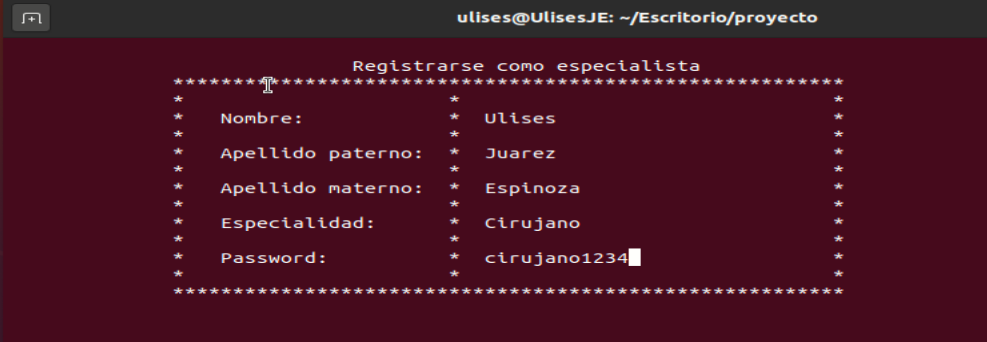 ulises@UlisesJE: ~/Escritorio/proyecto
Registrarse como especialista
********************************************************
* * *
* Nombre: * Ulises *
* * *
* Apellido paterno: * Juarez *
* * *
* Apellido materno: * Espinoza *
* * *
* Especialidad: * Cirujano *
* * *
* Password: * cirujano1234 *
* * *
********************************************************